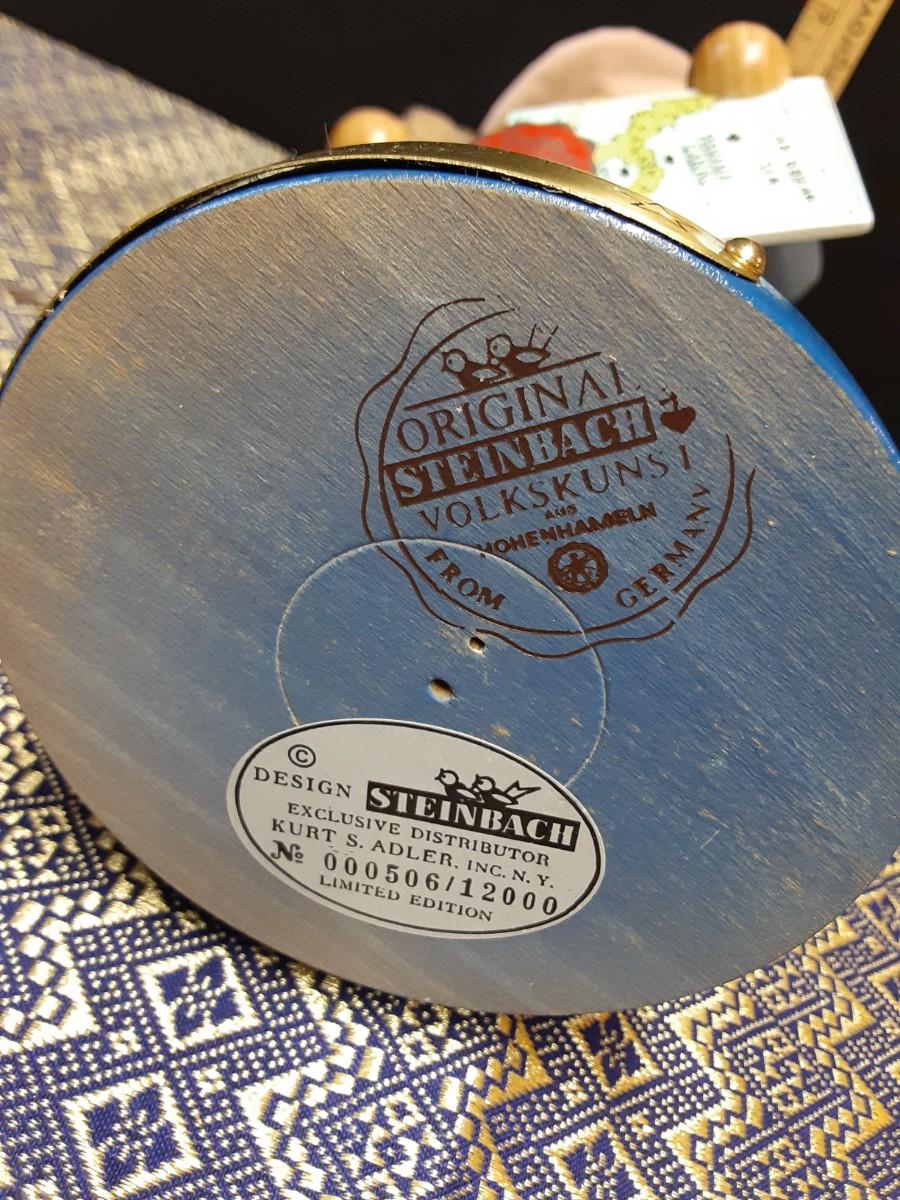 ORIGINAL
STEINBACH
VOLKSKUNST
AUS
HOHENHAMELN
FROM GERMANY
©
DESIGN STEINBACH
EXCLUSIVE DISTRIBUTOR
KURT S. ADLER, INC. N. Y.
№ 000506/12000
LIMITED EDITION